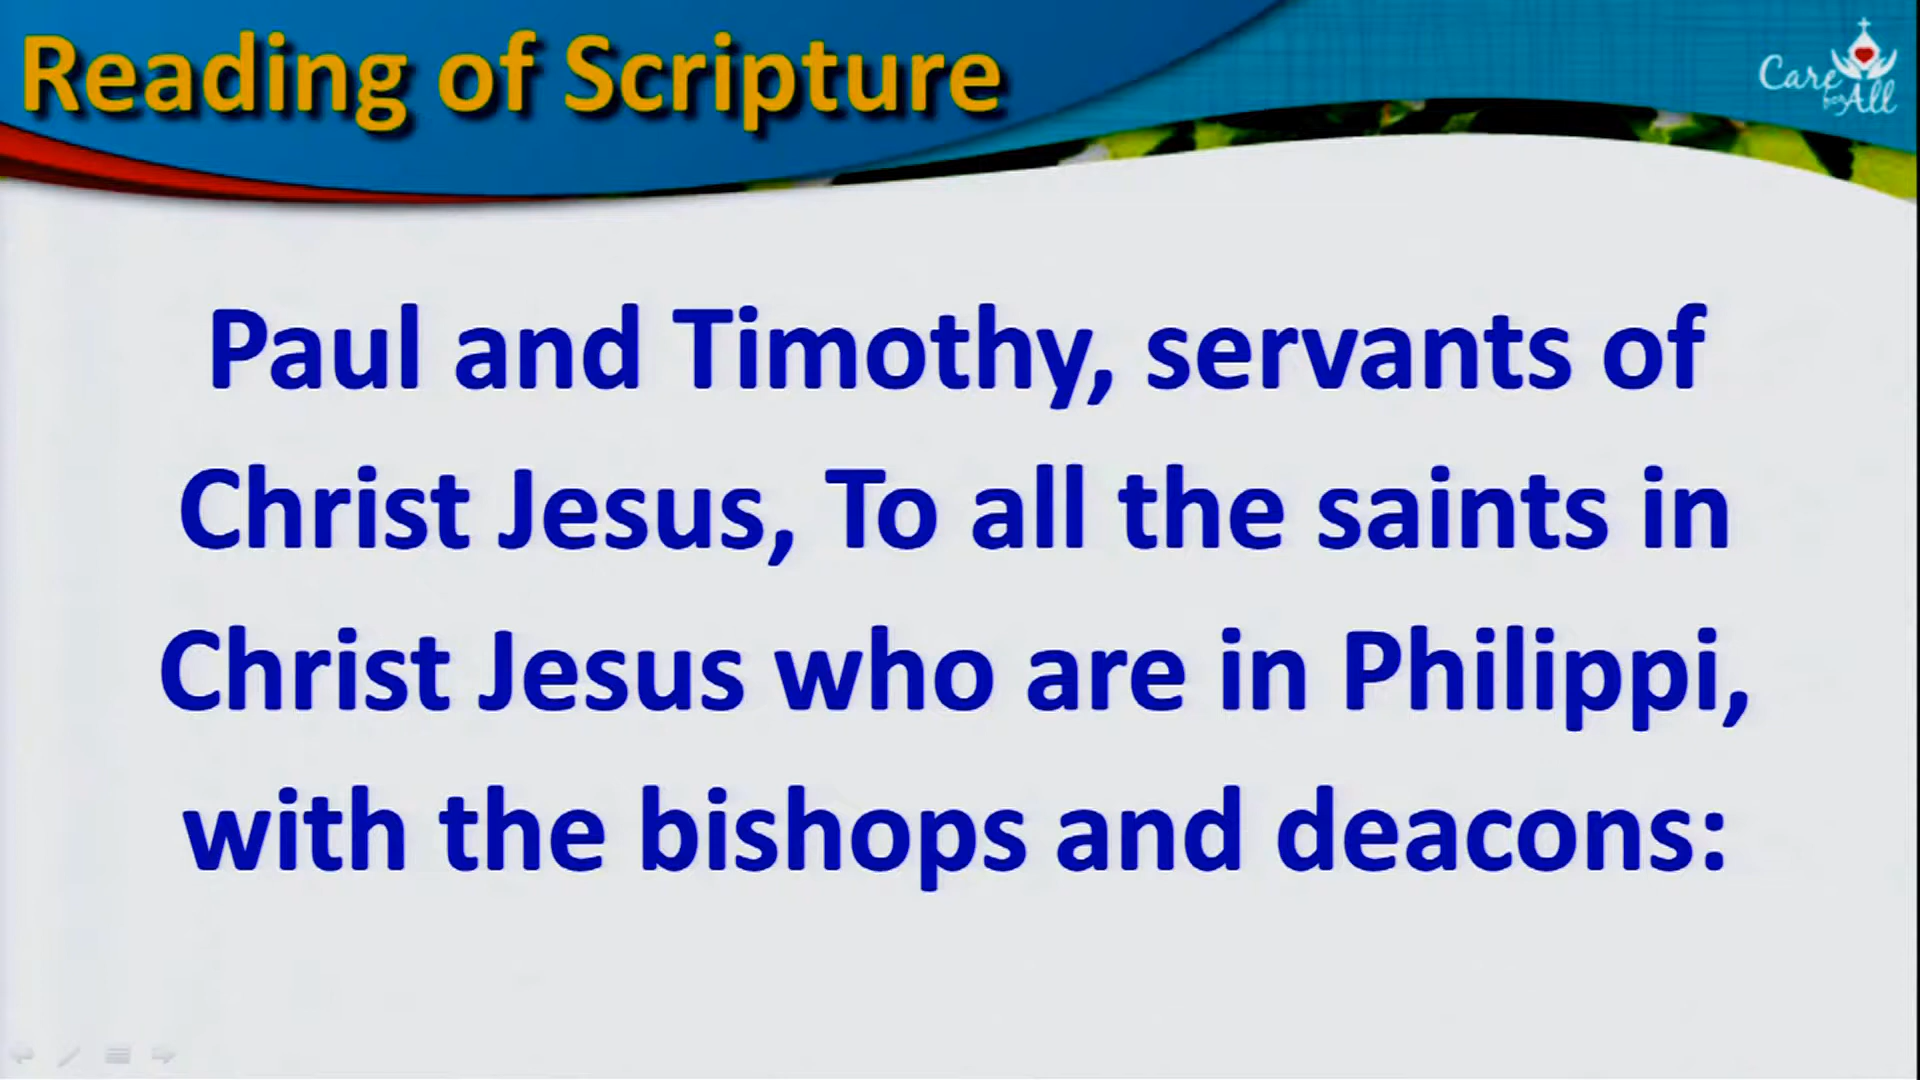 Reading of Scripture
Care
for All
Paul and Timothy, servants of
Christ Jesus, To all the saints in
Christ Jesus who are in Philippi,
with the bishops and deacons: